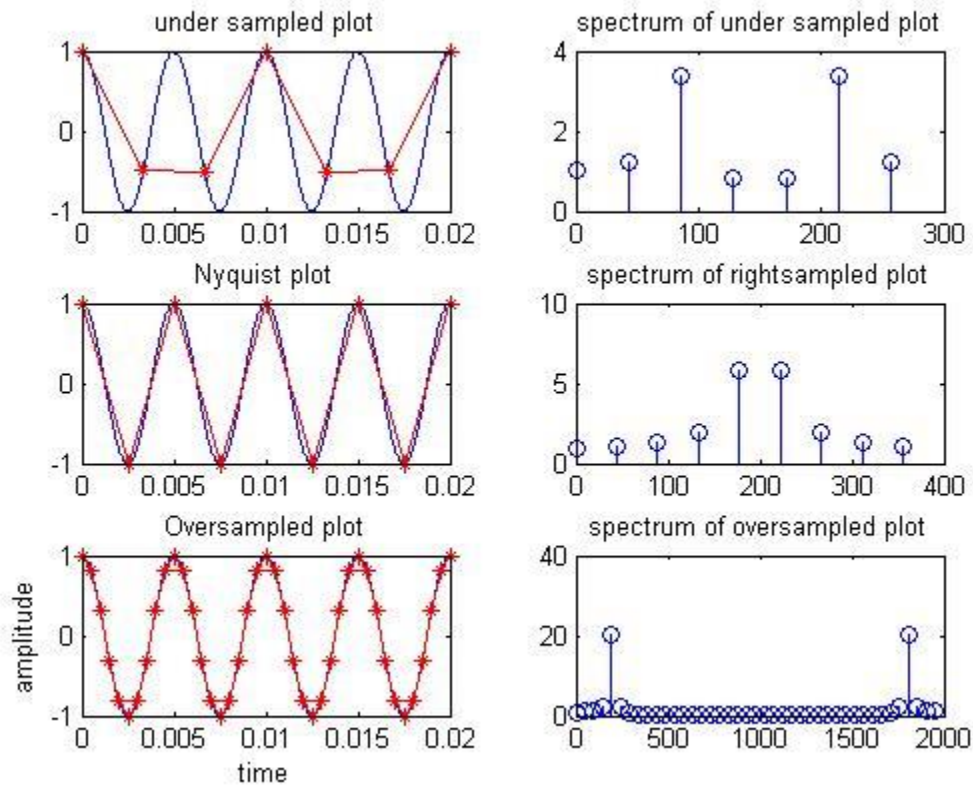 under sampled plot
1
0
-1
0 0.005 0.01 0.015 0.02
spectrum of under sampled plot
4
2
0
0 100 200 300
Nyquist plot
1
0
-1
0 0.005 0.01 0.015 0.02
spectrum of rightsampled plot
10
5
0
0 100 200 300 400
Oversampled plot
1
0
-1
0 0.005 0.01 0.015 0.02
amplitude
time
spectrum of oversampled plot
40
20
0
0 500 1000 1500 2000